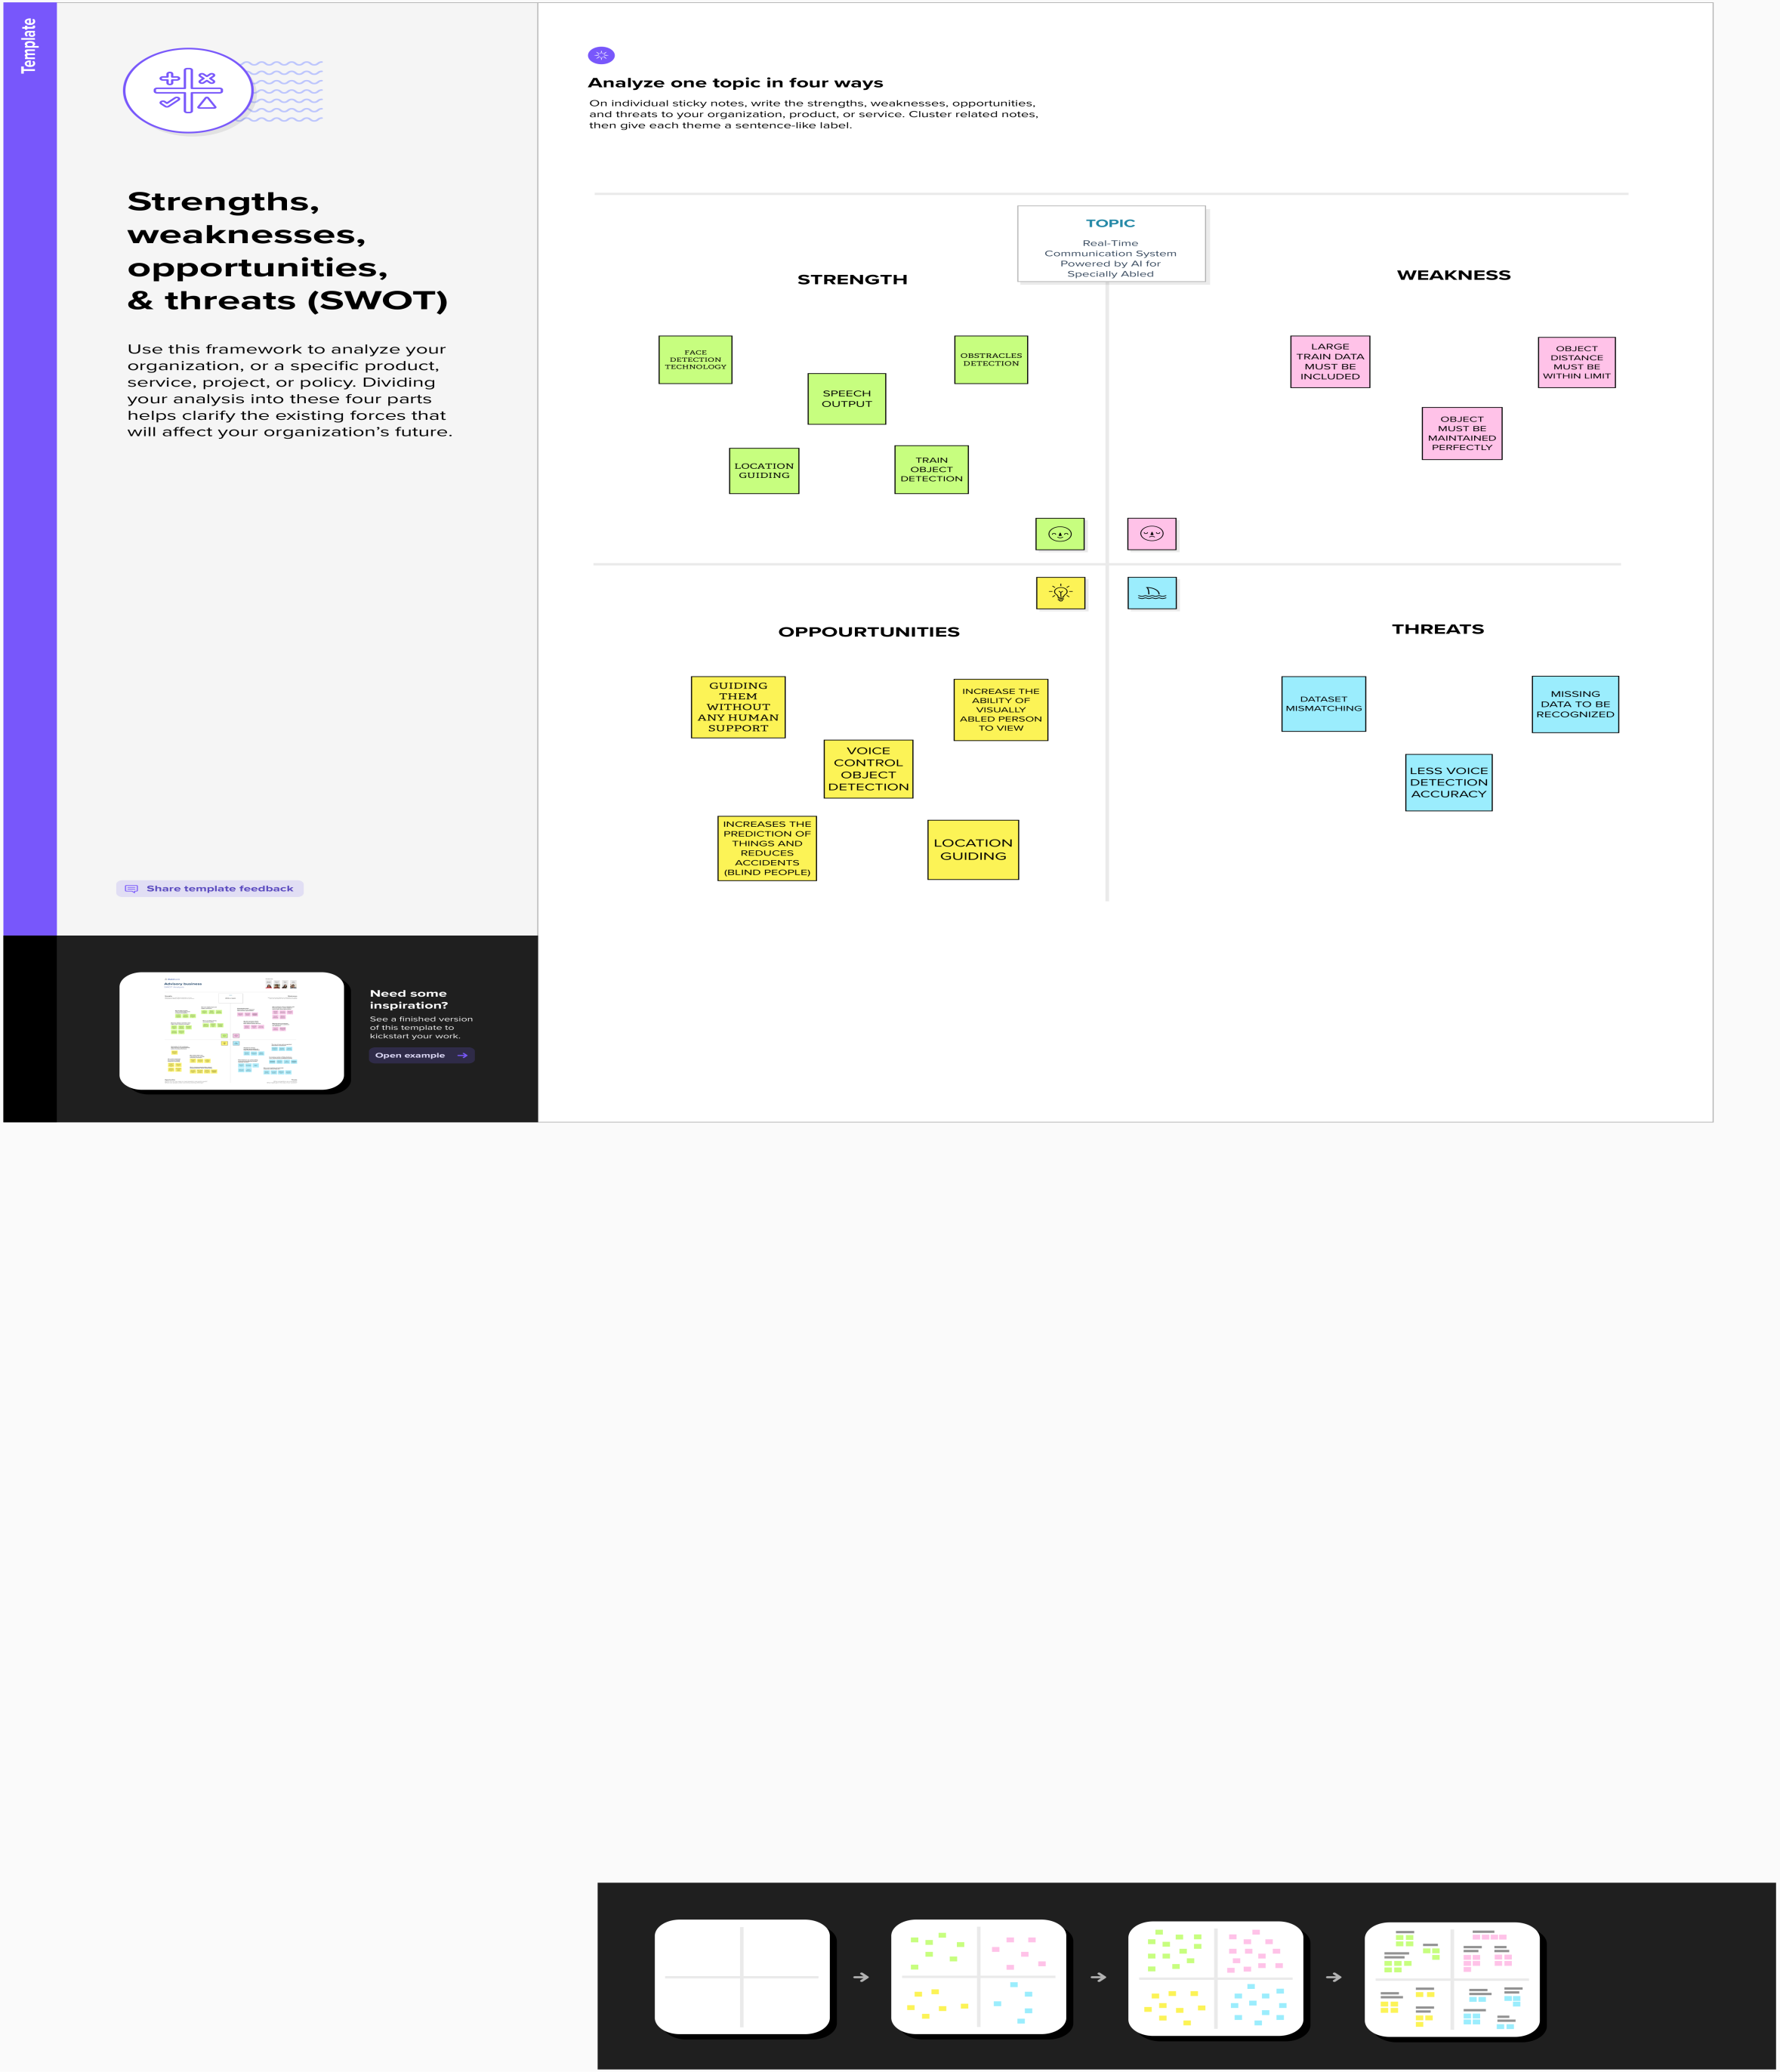 Template
Strengths,
weaknesses,
opportunities,
& threats (SWOT)
Use this framework to analyze your
organization, or a specific product,
service, project, or policy. Dividing
your analysis into these four parts
helps clarify the existing forces that
will affect your organization's future.
Share template feedback
Need some
inspiration?
See a finished version
of this template to
kickstart your work.
Open example
Analyze one topic in four ways
On individual sticky notes, write the strengths, weaknesses, opportunities,
and threats to your organization, product, or service. Cluster related notes,
then give each theme a sentence-like label.
TOPIC
Real-Time
Communication System
Powered by AI for
Specially Abled
STRENGTH
FACE
DETECTION
TECHNOLOGY
OBSTRACLES
DETECTION
SPEECH
OUTPUT
LOCATION
GUIDING
TRAIN
OBJECT
DETECTION
WEAKNESS
LARGE
TRAIN DATA
MUST BE
INCLUDED
OBJECT
DISTANCE
MUST BE
WITHIN LIMIT
OBJECT
MUST BE
MAINTAINED
PERFECTLY
OPPOURTUNITIES
GUIDING
THEM
WITHOUT
ANY HUMAN
SUPPORT
INCREASE THE
ABILITY OF
VISUALLY
ABLED PERSON
TO VIEW
VOICE
CONTROL
OBJECT
DETECTION
INCREASES THE
PREDICTION OF
THINGS AND
REDUCES
ACCIDENTS
(BLIND PEOPLE)
LOCATION
GUIDING
THREATS
DATASET
MISMATCHING
MISSING
DATA TO BE
RECOGNIZED
LESS VOICE
DETECTION
ACCURACY
Advisory business